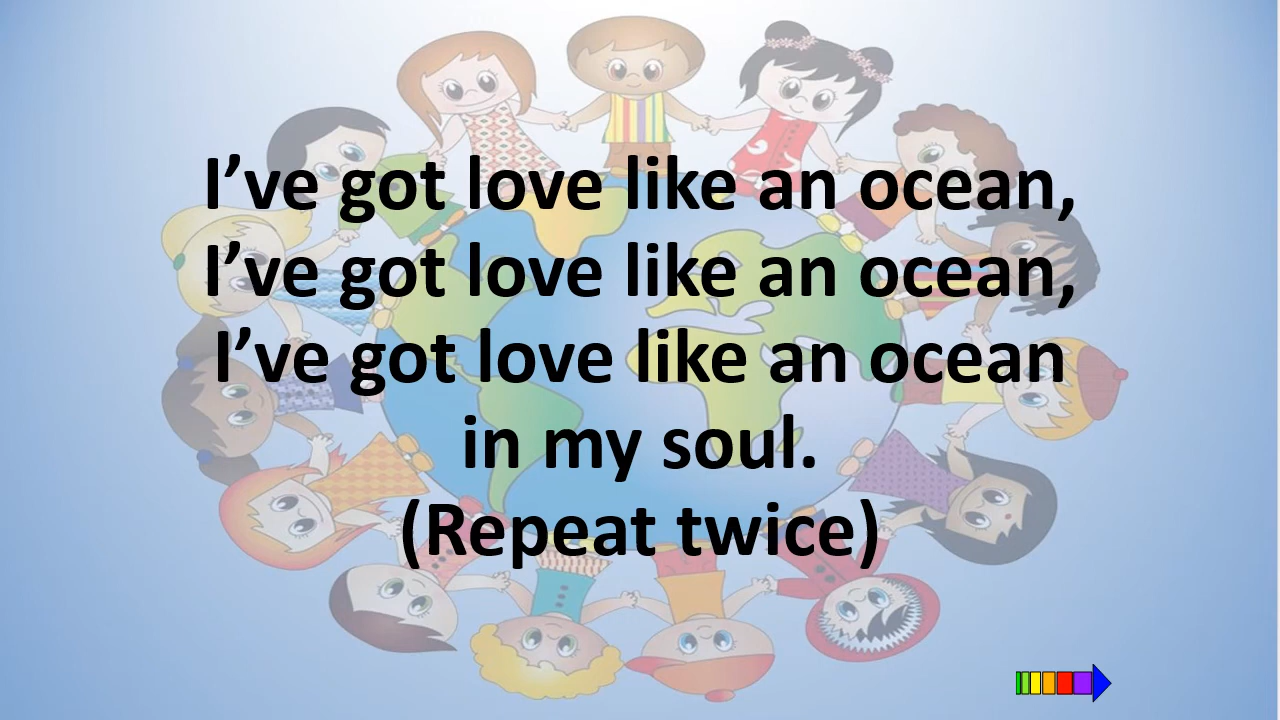 I’ve got love like an ocean,
I’ve got love like an ocean,
I’ve got love like an ocean
in my soul.
(Repeat twice)